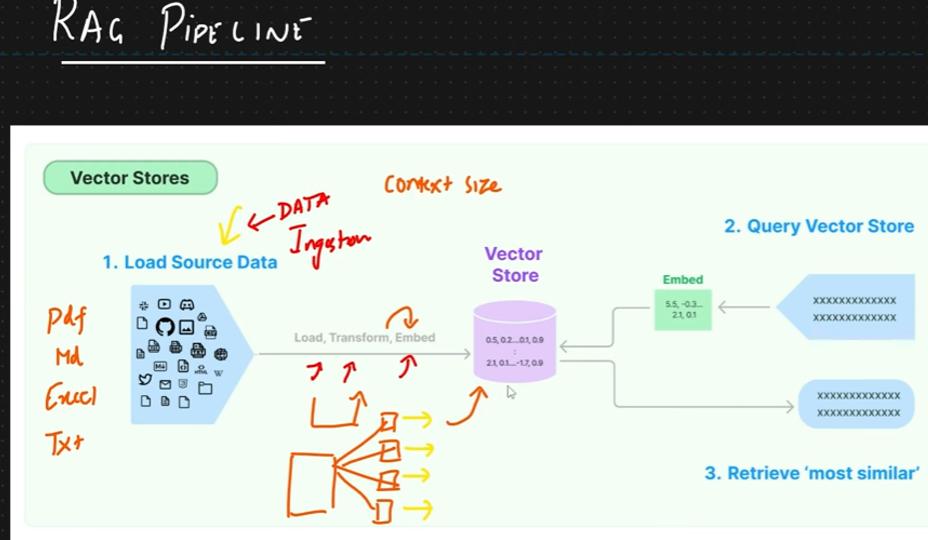 RAG PIPELINE
Vector Stores
Context size
DATA
Ingestion
1. Load Source Data
2. Query Vector Store
Vector
Store
Embed
5.5, -0.3...
2.1, 0.1
XXXXXXXXXXXXX
XXXXXXXXXXXXX
Pdf
Md
Excel
Txt
Load, Transform, Embed
0.5, 0.2....0.1, 0.9
:
2.1, 0.1....-1.7, 0.9
XXXXXXXXXXXXX
XXXXXXXXXXXXX
3. Retrieve 'most similar'